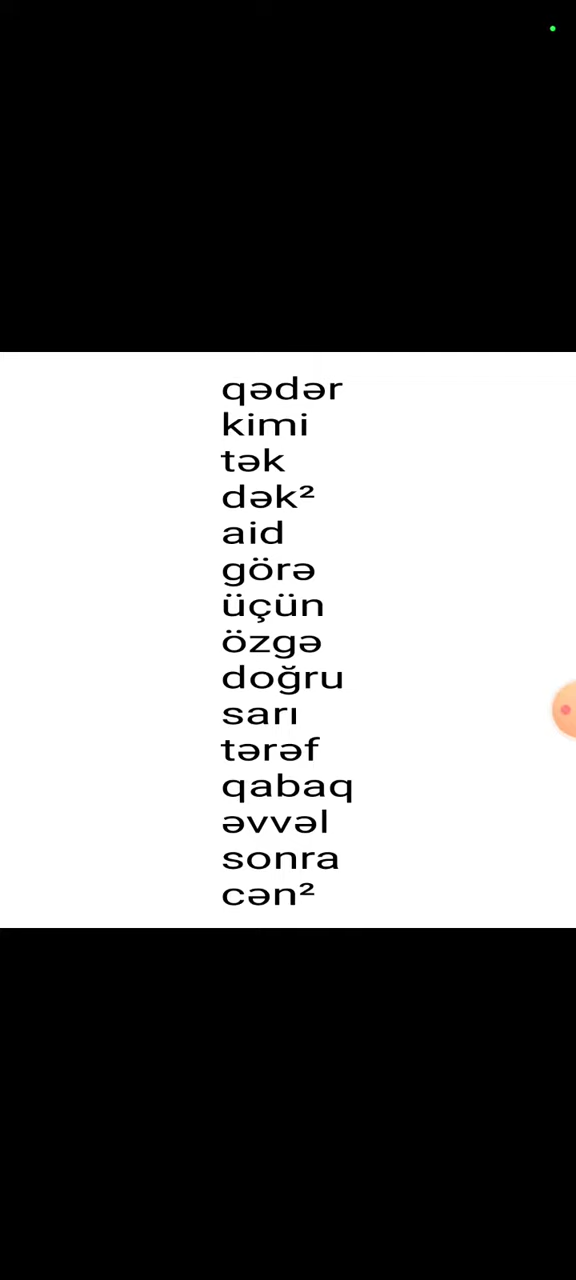 qədər
kimi
tək
dək²
aid
görə
üçün
özgə
doğru
sarı
tərəf
qabaq
əvvəl
sonra
cən²